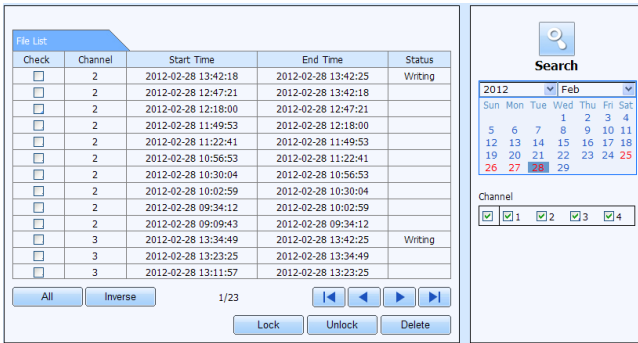 File List
Check Channel Start Time End Time Status
2 2012-02-28 13:42:18 2012-02-28 13:42:25 Writing
2 2012-02-28 12:47:21 2012-02-28 13:42:18
2 2012-02-28 12:18:00 2012-02-28 12:47:21
2 2012-02-28 11:49:53 2012-02-28 12:18:00
2 2012-02-28 11:22:41 2012-02-28 11:49:53
2 2012-02-28 10:56:53 2012-02-28 11:22:41
2 2012-02-28 10:30:04 2012-02-28 10:56:53
2 2012-02-28 10:02:59 2012-02-28 10:30:04
2 2012-02-28 09:34:12 2012-02-28 10:02:59
2 2012-02-28 09:09:43 2012-02-28 09:34:12
3 2012-02-28 13:34:49 2012-02-28 13:42:25 Writing
3 2012-02-28 13:23:25 2012-02-28 13:34:49
3 2012-02-28 13:11:57 2012-02-28 13:23:25
All Inverse 1/23
Lock Unlock Delete
Search
2012 Feb
Sun Mon Tue Wed Thu Fri Sat
1 2 3 4
5 6 7 8 9 10 11
12 13 14 15 16 17 18
19 20 21 22 23 24 25
26 27 28 29
Channel
1 2 3 4